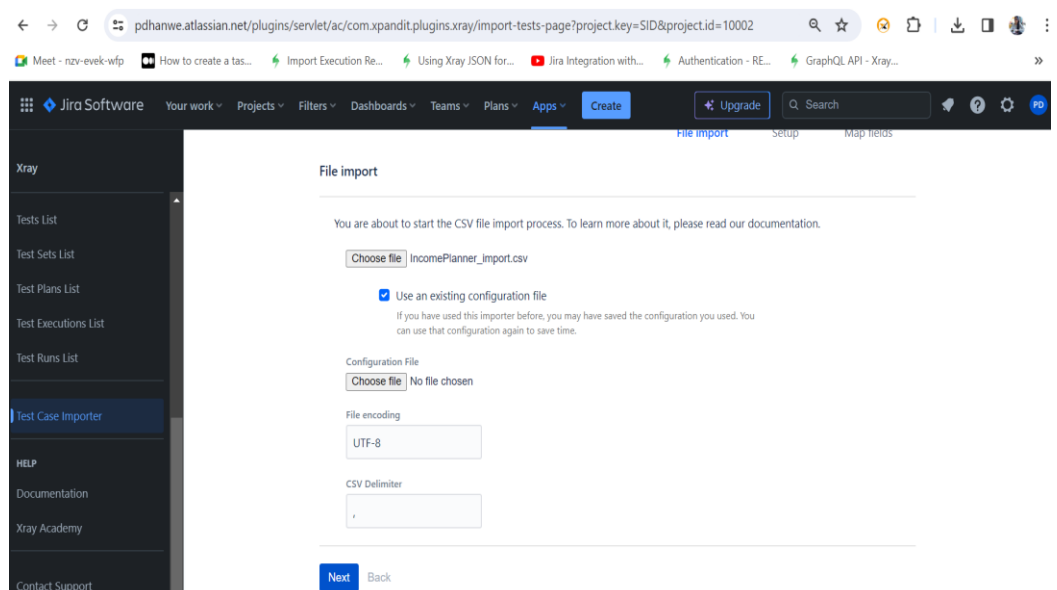 pdhanwe.atlassian.net/plugins/servlet/ac/com.xpandit.plugins.xray/import-tests-page?project.key=SID&project.id=10002
Meet - nzv-evek-wfp How to create a tas... Import Execution Re... Using Xray JSON for... Jira Integration with... Authentication - RE... GraphQL API - Xray... »
Jira Software Your work Projects Filters Dashboards Teams Plans Apps Create Upgrade Search PD
File import Setup Map fields
Xray
File import
Tests List
You are about to start the CSV file import process. To learn more about it, please read our documentation.
Test Sets List
Choose file IncomePlanner_import.csv
Test Plans List
Use an existing configuration file
If you have used this importer before, you may have saved the configuration you used. You
can use that configuration again to save time.
Test Executions List
Test Runs List
Configuration File
Choose file No file chosen
Test Case Importer
File encoding
UTF-8
HELP
CSV Delimiter
Documentation
,
Xray Academy
Next Back
Contact Support